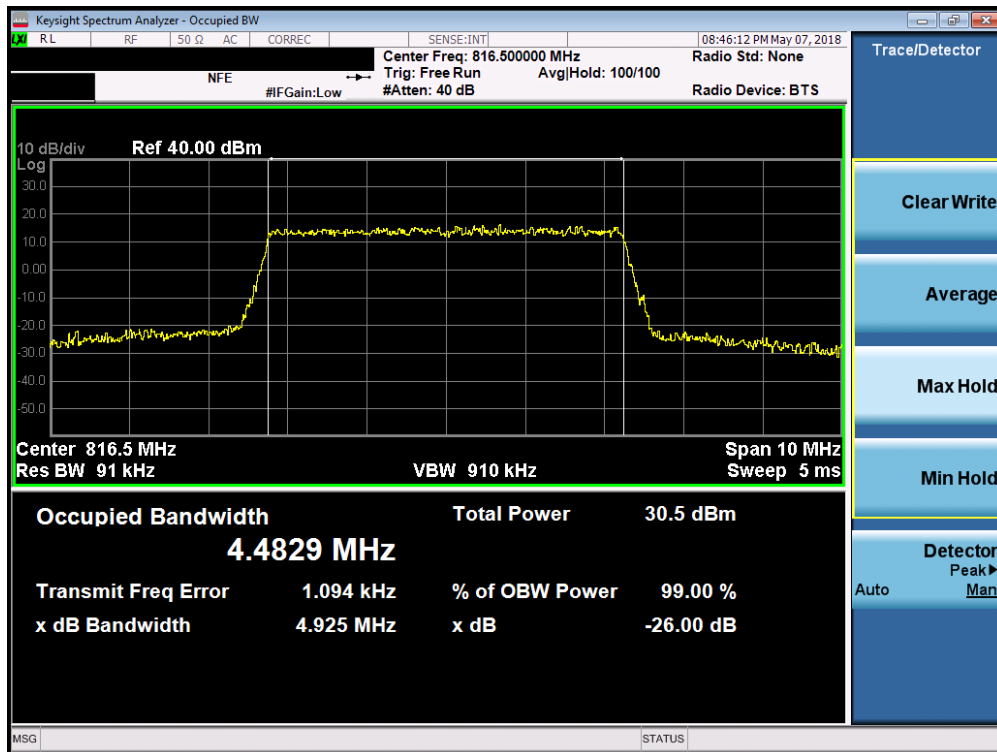 Keysight Spectrum Analyzer - Occupied BW
LXI RL RF 50 Ω AC CORREC SENSE:INT 08:46:12 PM May 07, 2018
Center Freq: 816.500000 MHz Radio Std: None
NFE Trig: Free Run Avg|Hold: 100/100
#IFGain:Low #Atten: 40 dB Radio Device: BTS
Trace/Detector
10 dB/div Ref 40.00 dBm
Log
30.0
20.0
10.0
0.00
-10.0
-20.0
-30.0
-40.0
-50.0
Center 816.5 MHz Span 10 MHz
Res BW 91 kHz VBW 910 kHz Sweep 5 ms
Occupied Bandwidth Total Power 30.5 dBm
4.4829 MHz
Transmit Freq Error 1.094 kHz % of OBW Power 99.00 %
x dB Bandwidth 4.925 MHz x dB -26.00 dB
Clear Write
Average
Max Hold
Min Hold
Detector
Peak▶
Auto Man
MSG STATUS